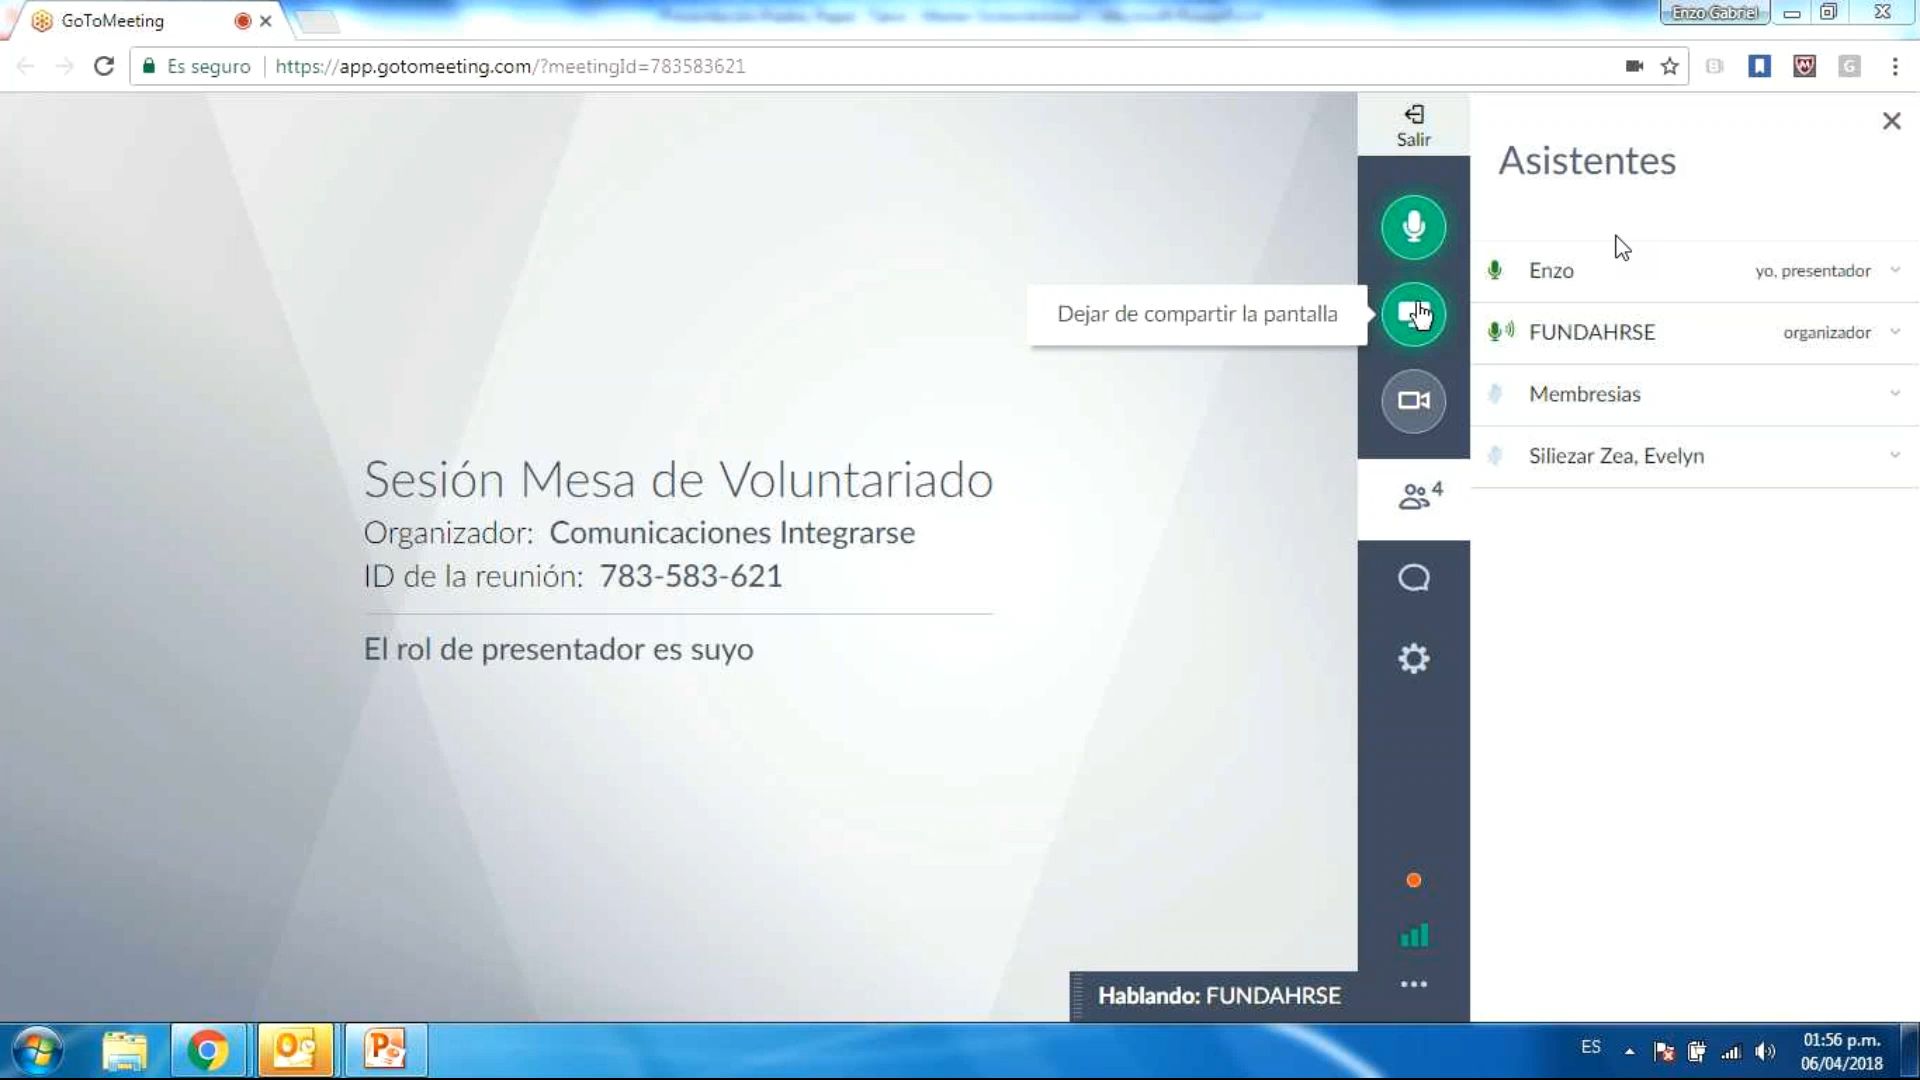 GoToMeeting
Enzo Gabriel
Es seguro
https://app.gotomeeting.com/?meetingId=783583621
Salir
Asistentes
Enzo
yo, presentador
Dejar de compartir la pantalla
FUNDAHRSE
organizador
Membresias
Siliezar Zea, Evelyn
4
Sesión Mesa de Voluntariado
Organizador: Comunicaciones Integrarse
ID de la reunión: 783-583-621
El rol de presentador es suyo
Hablando: FUNDAHRSE
ES
01:56 p.m.
06/04/2018